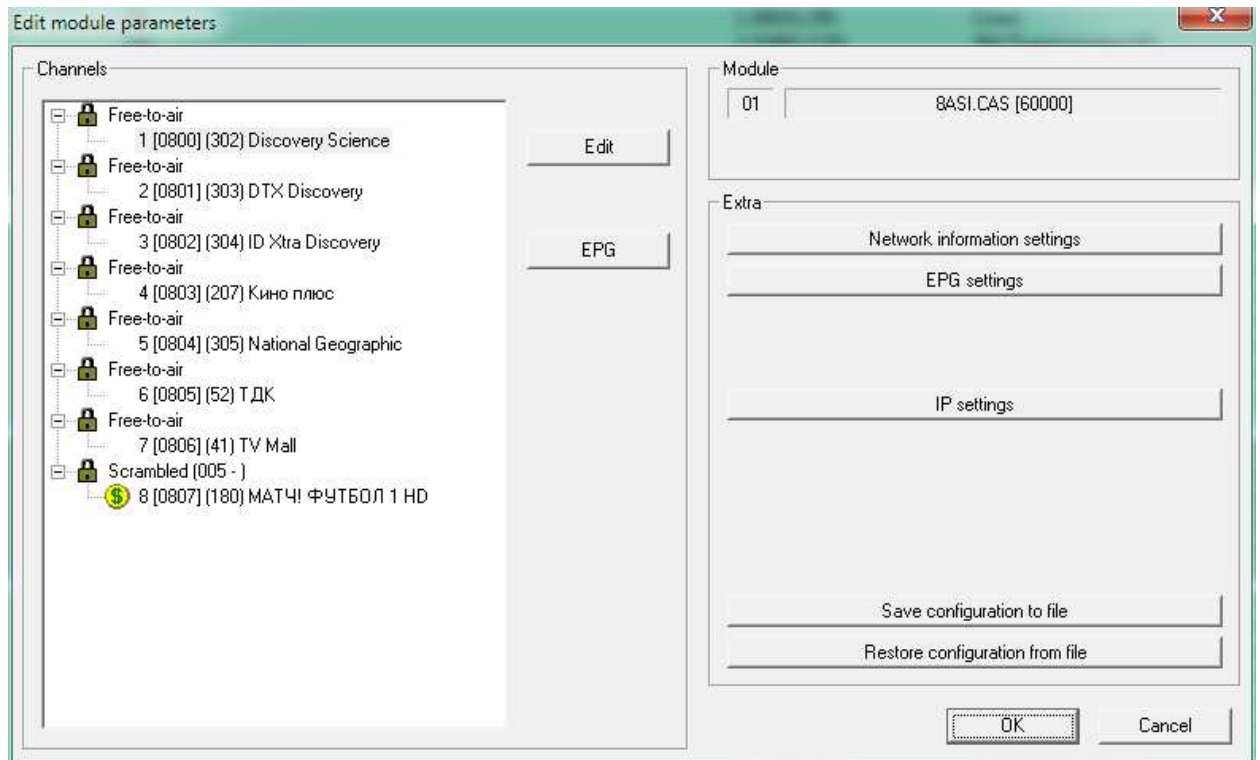 Edit module parameters
Channels
Free-to-air
1 [0800] (302) Discovery Science
Free-to-air
2 [0801] (303) DTX Discovery
Free-to-air
3 [0802] (304) ID Xtra Discovery
Free-to-air
4 [0803] (207) Кино плюс
Free-to-air
5 [0804] (305) National Geographic
Free-to-air
6 [0805] (52) ТДК
Free-to-air
7 [0806] (41) TV Mall
Scrambled (005 - )
$ 8 [0807] (180) МАТЧ! ФУТБОЛ 1 HD
Edit
EPG
Module
01 8ASI.CAS [60000]
Extra
Network information settings
EPG settings
IP settings
Save configuration to file
Restore configuration from file
OK Cancel